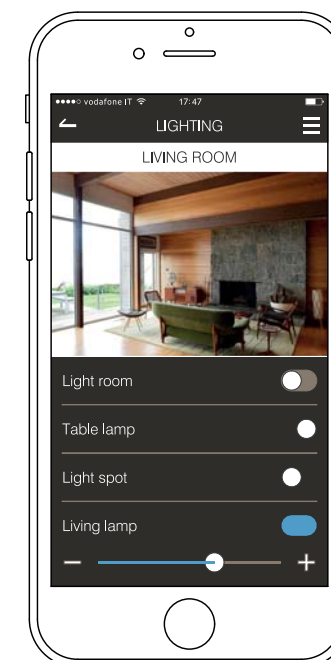 vodafone IT 17:47
LIGHTING
LIVING ROOM
Light room
Table lamp
Light spot
Living lamp